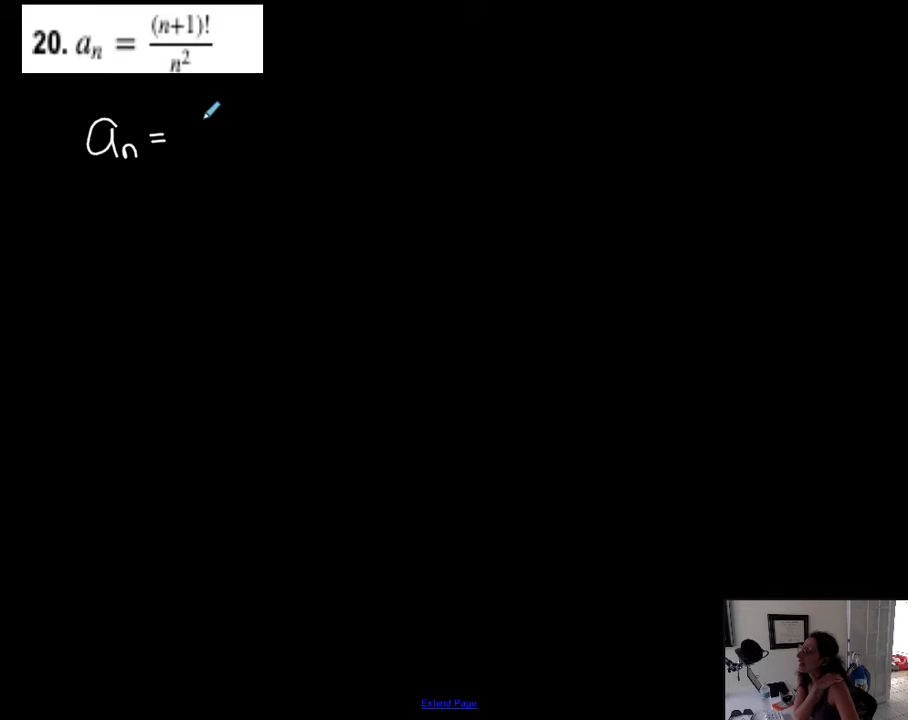 20. aₙ = (n+1)!/n²
aₙ =
Extend Page